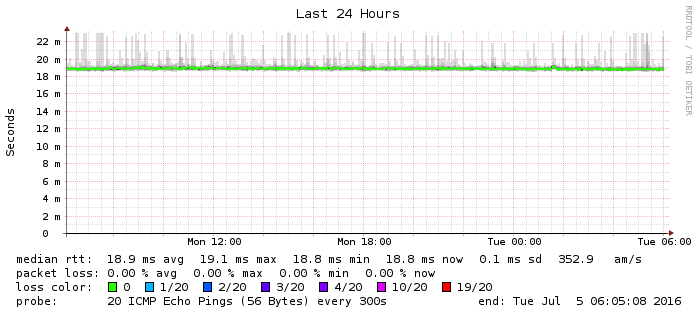 Last 24 Hours
RRDTOOL / TOBI OETIKER
Seconds
22 m
20 m
18 m
16 m
14 m
12 m
10 m
8 m
6 m
4 m
2 m
0
Mon 12:00 Mon 18:00 Tue 00:00 Tue 06:00
median rtt: 18.9 ms avg 19.1 ms max 18.8 ms min 18.8 ms now 0.1 ms sd 352.9 am/s
packet loss: 0.00 % avg 0.00 % max 0.00 % min 0.00 % now
loss color: 0 1/20 2/20 3/20 4/20 10/20 19/20
probe: 20 ICMP Echo Pings (56 Bytes) every 300s end: Tue Jul 5 06:05:08 2016